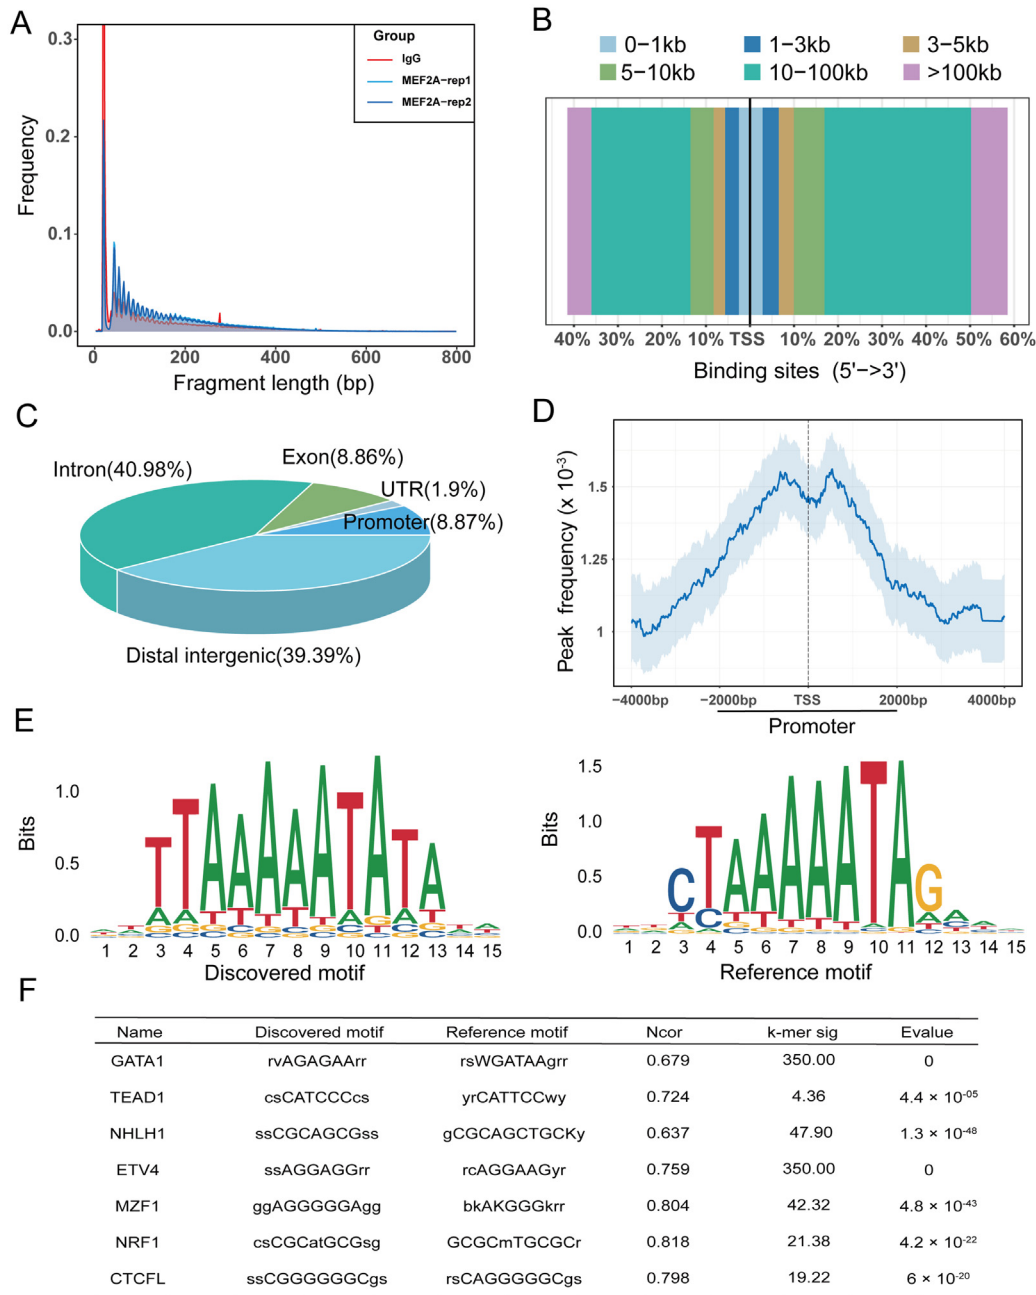 A
Group
IgG
MEF2A-rep1
MEF2A-rep2
0.3
0.2
0.1
0.0
Frequency
0 200 400 600 800
Fragment length (bp)
B
0-1kb 1-3kb 3-5kb
5-10kb 10-100kb >100kb
40% 30% 20% 10% TSS 10% 20% 30% 40% 50% 60%
Binding sites (5'->3')
C
Intron(40.98%)
Exon(8.86%)
UTR(1.9%)
Promoter(8.87%)
Distal intergenic(39.39%)
D
Peak frequency (x 10-3)
1.5
1.25
1
−4000bp −2000bp TSS 2000bp 4000bp
Promoter
E
Bits
1.0
0.5
0.0
1 2 3 4 5 6 7 8 9 10 11 12 13 14 15
Discovered motif
Bits
1.5
1.0
0.5
0.0
1 2 3 4 5 6 7 8 9 10 11 12 13 14 15
Reference motif
F
Name Discovered motif Reference motif Ncor k-mer sig Evalue
GATA1 rvAGAGAArr rsWGATAAgrr 0.679 350.00 0
TEAD1 csCATCCCcs yrCATTCCwy 0.724 4.36 4.4 × 10-05
NHLH1 ssCGCAGCGss gCGCAGCTGCKy 0.637 47.90 1.3 × 10-48
ETV4 ssAGGAGGrr rcAGGAAGyr 0.759 350.00 0
MZF1 ggAGGGGGAgg bkAKGGGkrr 0.804 42.32 4.8 × 10-43
NRF1 csCGCatGCGsg GCGCmTGCGCr 0.818 21.38 4.2 × 10-22
CTCFL ssCGGGGGGCgs rsCAGGGGGCgs 0.798 19.22 6 × 10-20